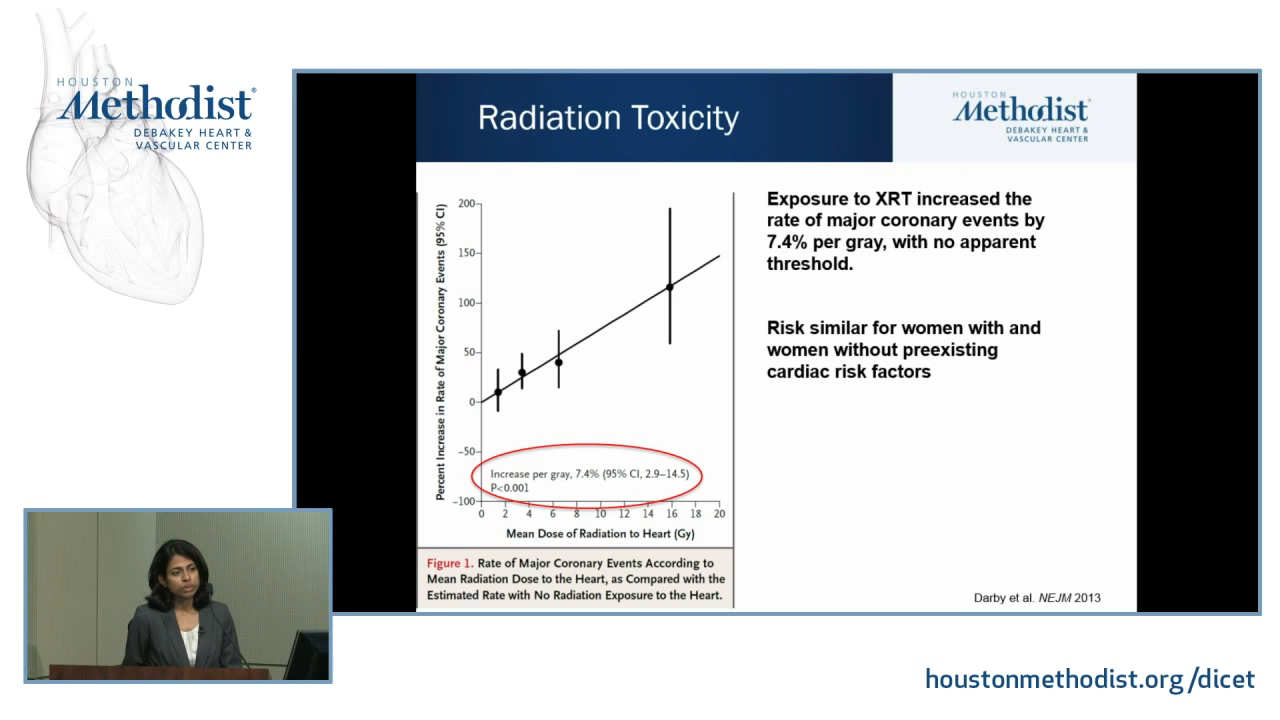 HOUSTON
Methodist®
DEBAKEY HEART &
VASCULAR CENTER
Radiation Toxicity
HOUSTON
Methodist®
DEBAKEY HEART &
VASCULAR CENTER
Percent Increase in Rate of Major Coronary Events (95% CI)
200
150
100
50
0
−50
−100
Increase per gray, 7.4% (95% CI, 2.9–14.5)
P<0.001
0 2 4 6 8 10 12 14 16 18 20
Mean Dose of Radiation to Heart (Gy)
Figure 1. Rate of Major Coronary Events According to
Mean Radiation Dose to the Heart, as Compared with the
Estimated Rate with No Radiation Exposure to the Heart.
Exposure to XRT increased the
rate of major coronary events by
7.4% per gray, with no apparent
threshold.
Risk similar for women with and
women without preexisting
cardiac risk factors
Darby et al. NEJM 2013
houstonmethodist.org/dicet